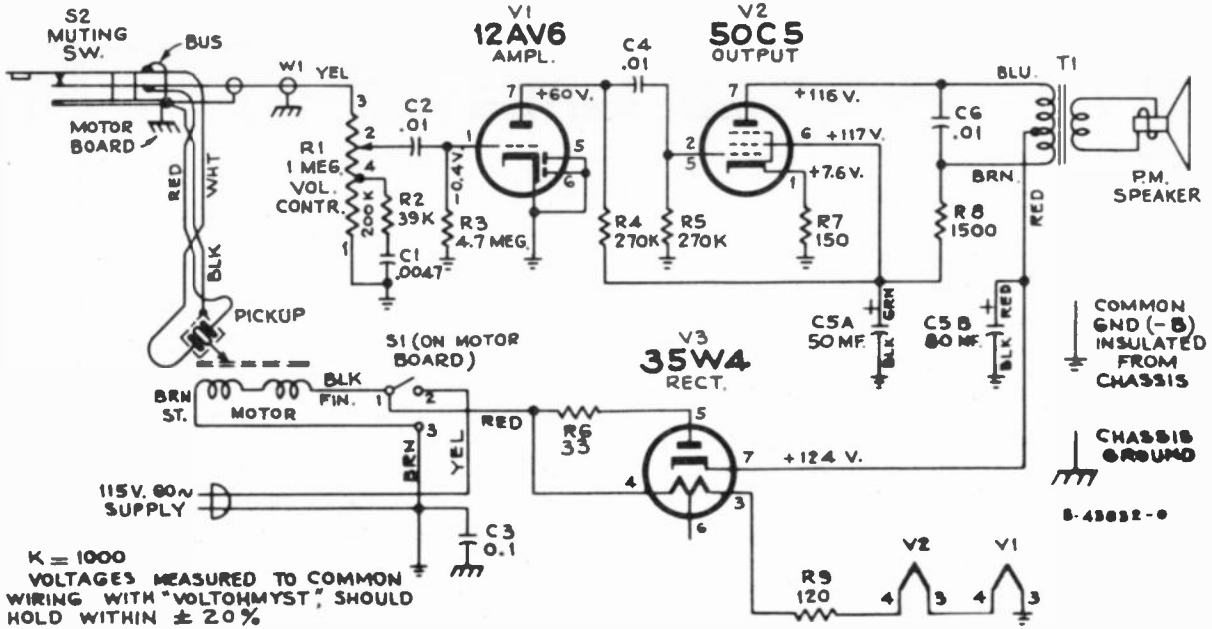 S2
MUTING
SW.
BUS
W1
YEL
MOTOR
BOARD
RED
WHT
BLK
PICKUP
3
2
4
1
R1
1 MEG.
VOL.
CONTR.
200K
C2
.01
R2
39K
C1
.0047
-0.4V.
R3
4.7 MEG.
V1
12AV6
AMPL.
7
+60V.
1
5
6
C4
.01
R4
270K
R5
270K
V2
50C5
OUTPUT
7
+116 V.
6
+117V.
2
5
1
+7.6V.
R7
150
C6
.01
R8
1500
BLU.
T1
BRN.
RED
P.M.
SPEAKER
C5A
50 MF.
GRN
BLK
+
C5B
80 MF.
RED
BLK
+
COMMON
GND (-B)
INSULATED
FROM
CHASSIS
CHASSIS
GROUND
S-43832-0
S1 (ON MOTOR
BOARD)
BRN
ST.
MOTOR
BLK
FIN.
1
2
3
BRN
YEL
RED
R6
33
V3
35W4
RECT.
5
7
+124 V.
4
3
6
115V. 60~
SUPPLY
C3
0.1
R9
120
V2
4
3
V1
4
3
K = 1000
VOLTAGES MEASURED TO COMMON
WIRING WITH "VOLTOHMYST", SHOULD
HOLD WITHIN ± 20%